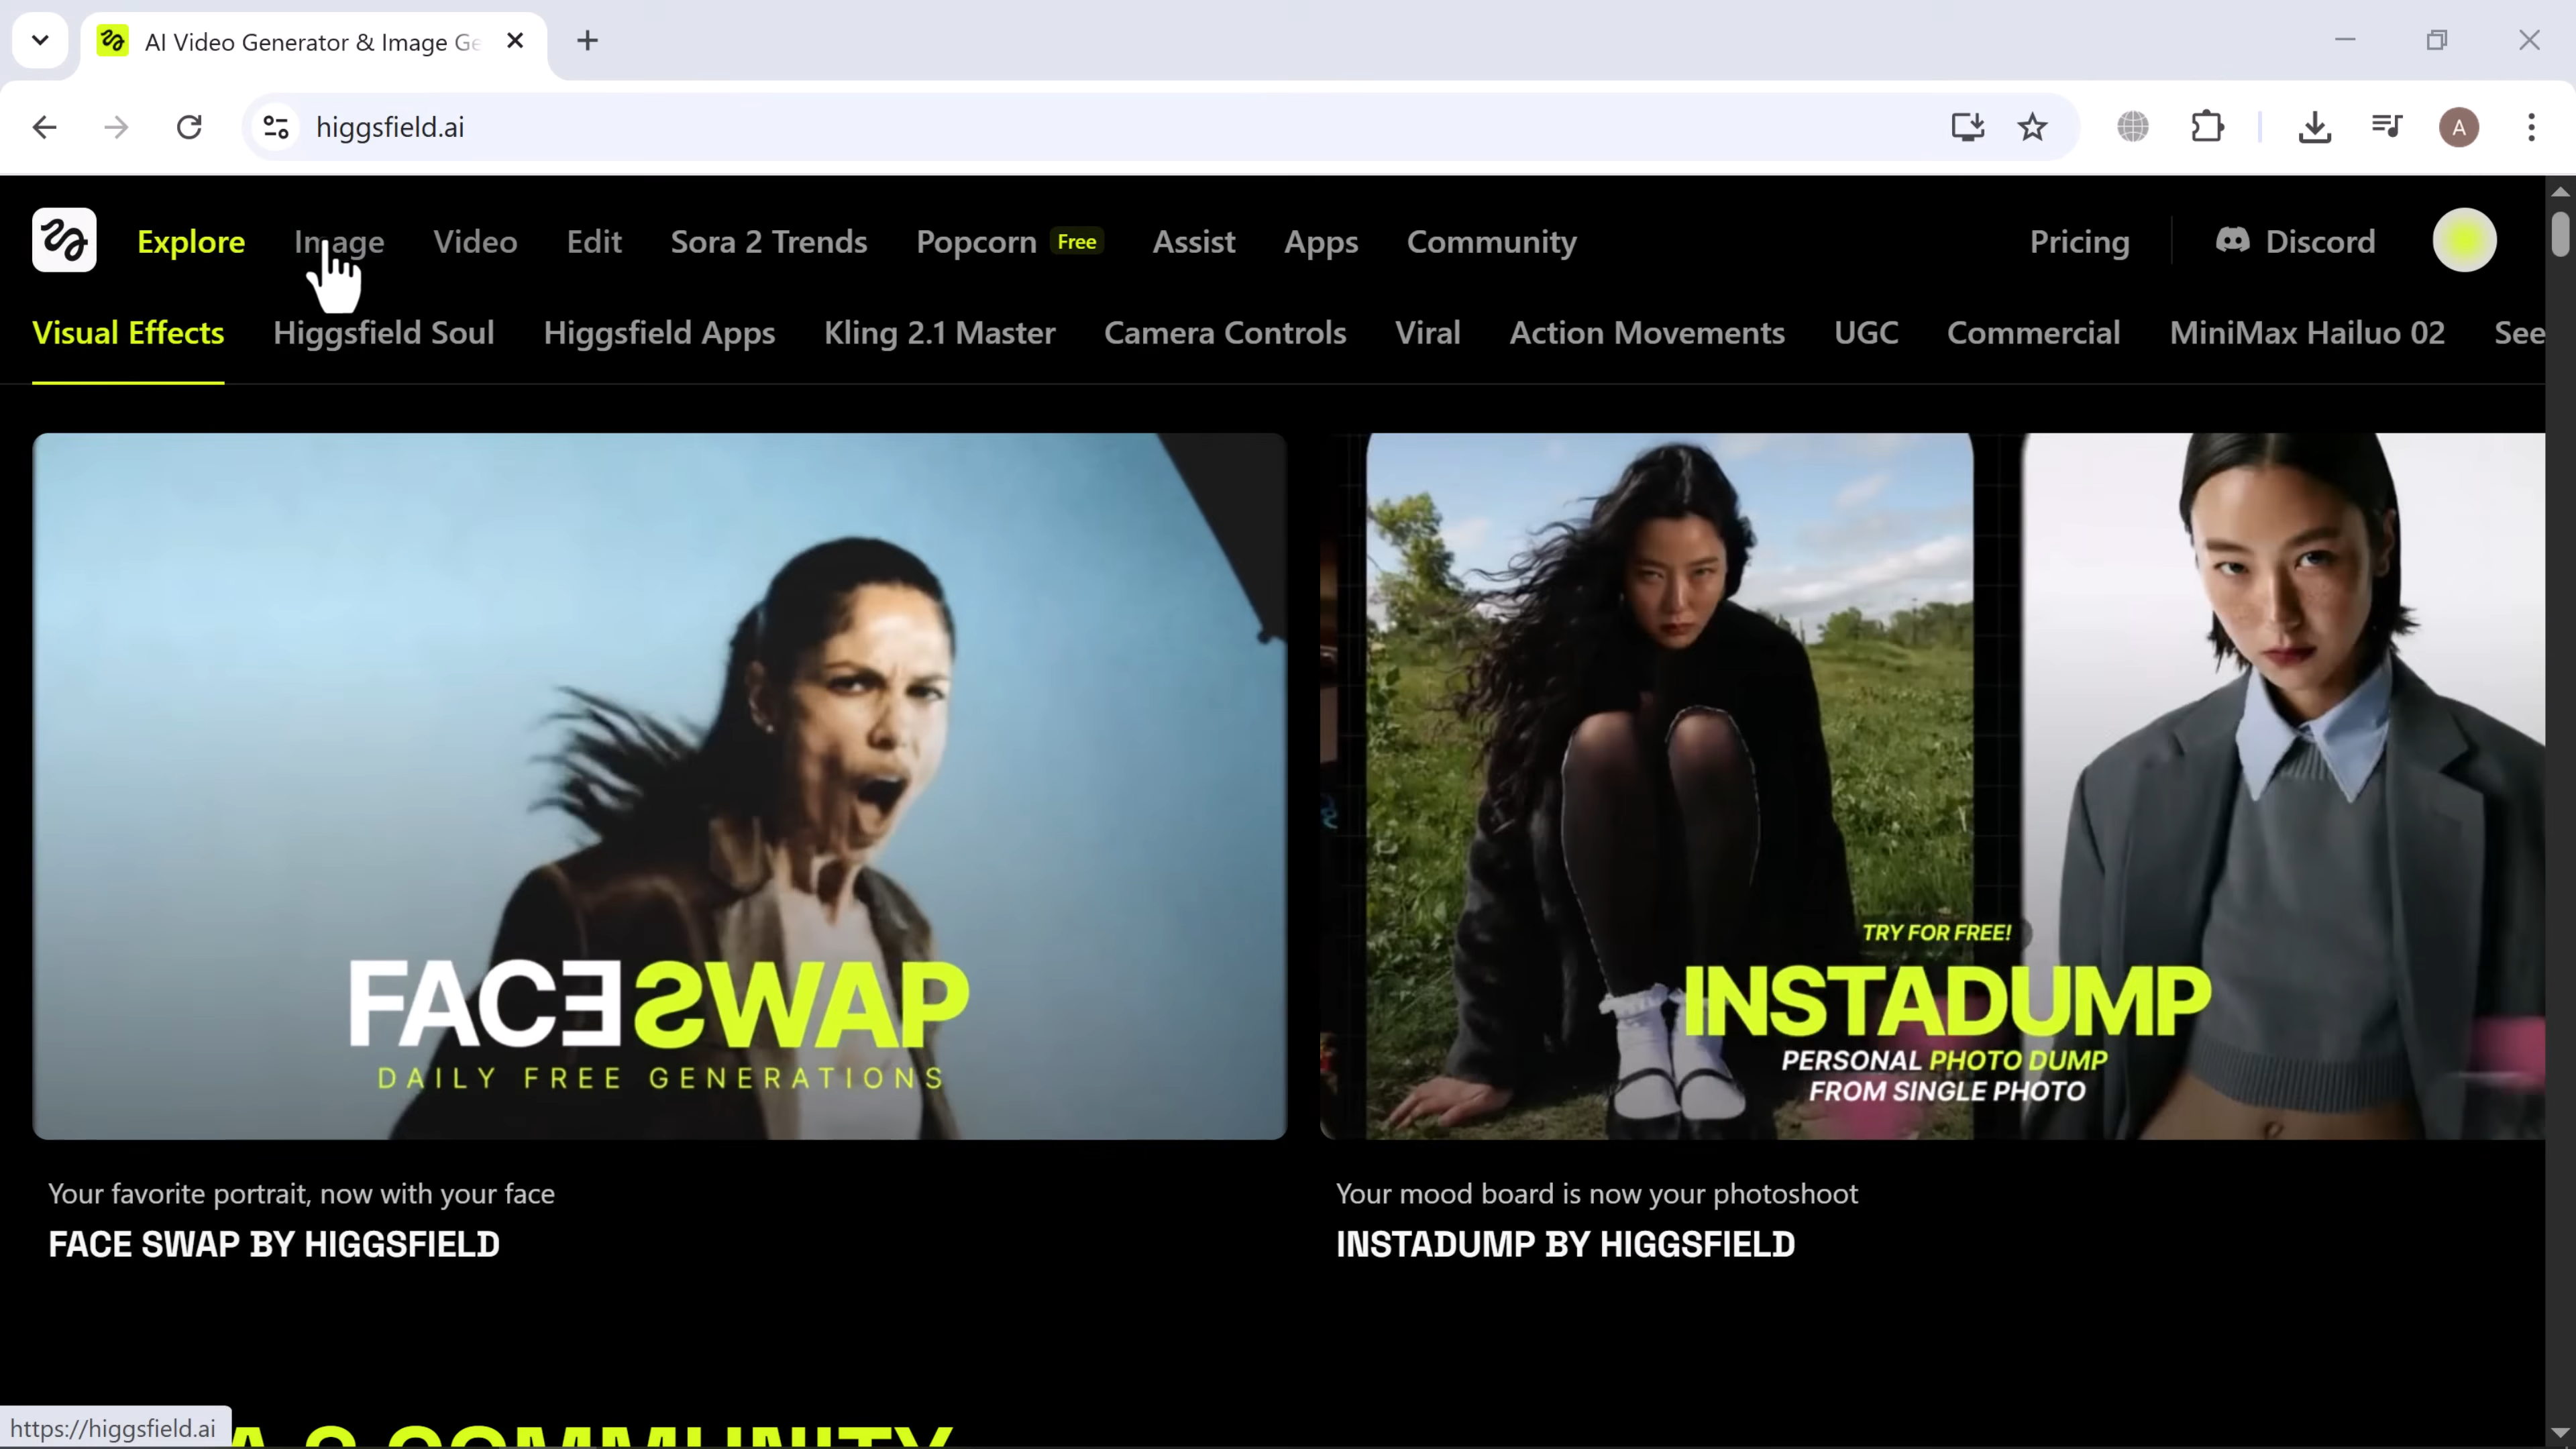 AI Video Generator & Image Ge
higgsfield.ai
A
Explore Image Video Edit Sora 2 Trends Popcorn Free Assist Apps Community Pricing Discord
Visual Effects Higgsfield Soul Higgsfield Apps Kling 2.1 Master Camera Controls Viral Action Movements UGC Commercial MiniMax Hailuo 02 See
FACESWAP
DAILY FREE GENERATIONS
TRY FOR FREE!
INSTADUMP
PERSONAL PHOTO DUMP
FROM SINGLE PHOTO
Your favorite portrait, now with your face
FACE SWAP BY HIGGSFIELD
Your mood board is now your photoshoot
INSTADUMP BY HIGGSFIELD
A 2 COMMUNITY
https://higgsfield.ai